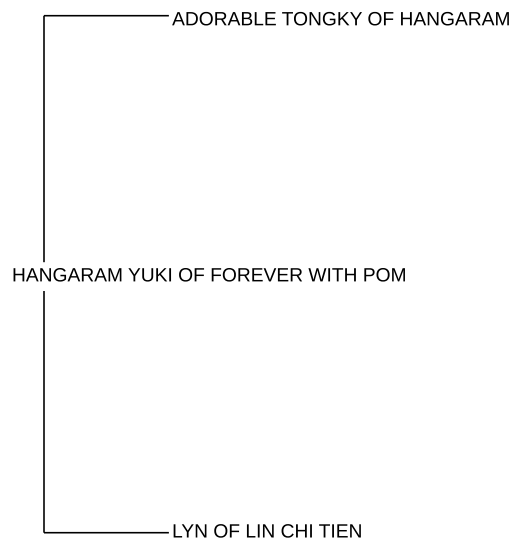 ADORABLE TONGKY OF HANGARAM
HANGARAM YUKI OF FOREVER WITH POM
LYN OF LIN CHI TIEN